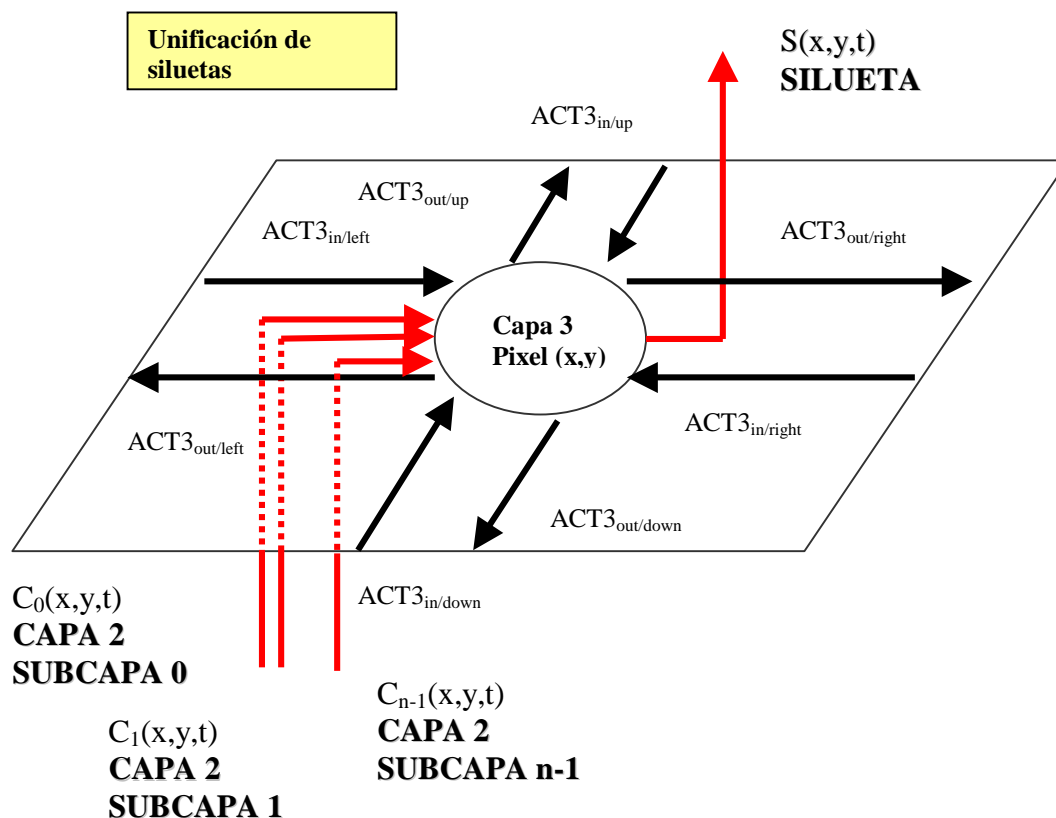 Unificación de
siluetas
S(x,y,t)
SILUETA
ACT3in/up
ACT3out/up
ACT3in/left
ACT3out/right
Capa 3
Pixel (x,y)
ACT3out/left
ACT3in/right
ACT3out/down
ACT3in/down
C0(x,y,t)
CAPA 2
SUBCAPA 0
Cn-1(x,y,t)
CAPA 2
SUBCAPA n-1
C1(x,y,t)
CAPA 2
SUBCAPA 1